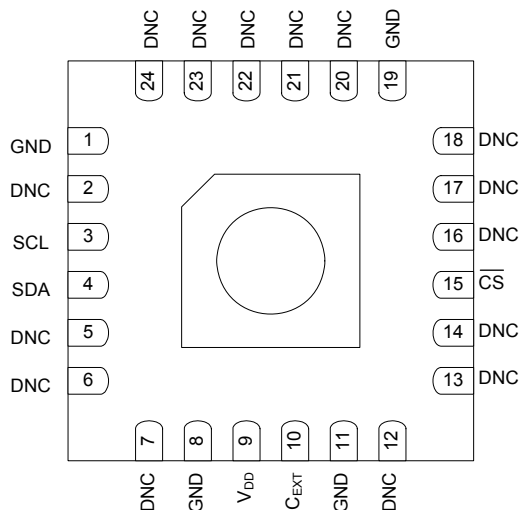 DNC DNC DNC DNC DNC GND
24 23 22 21 20 19
GND 1 18 DNC
DNC 2 17 DNC
SCL 3 16 DNC
SDA 4 15 CS
DNC 5 14 DNC
DNC 6 13 DNC
7 8 9 10 11 12
DNC GND VDD CEXT GND DNC